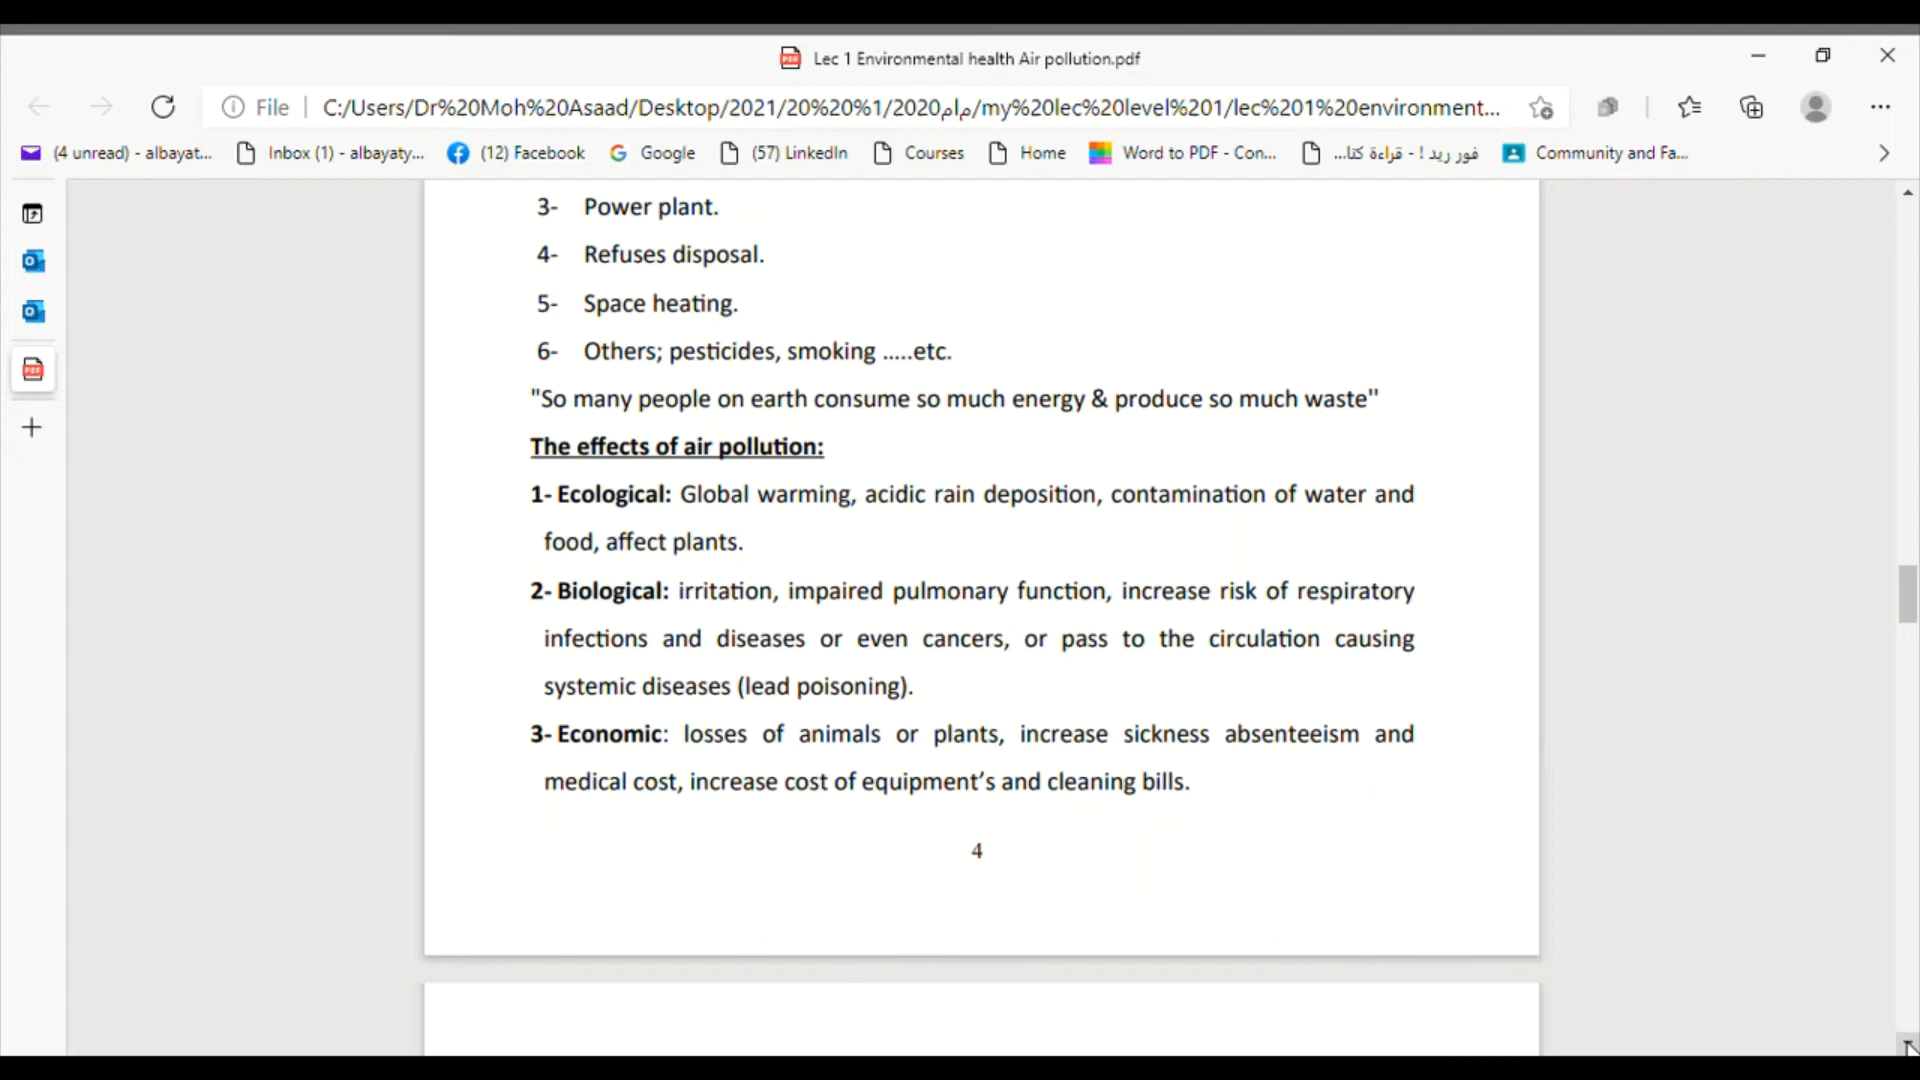 Lec 1 Environmental health Air pollution.pdf
File C:/Users/Dr%20Moh%20Asaad/Desktop/2021/20%20%1/2020مام/my%20lec%20level%201/lec%201%20environment...
(4 unread) - albayat... Inbox (1) - albayaty... (12) Facebook Google (57) LinkedIn Courses Home Word to PDF - Con... فور ريد ! - قراءة كتا... Community and Fa...
3- Power plant.
4- Refuses disposal.
5- Space heating.
6- Others; pesticides, smoking .....etc.
"So many people on earth consume so much energy & produce so much waste"
The effects of air pollution:
1- Ecological: Global warming, acidic rain deposition, contamination of water and
food, affect plants.
2- Biological: irritation, impaired pulmonary function, increase risk of respiratory
infections and diseases or even cancers, or pass to the circulation causing
systemic diseases (lead poisoning).
3- Economic: losses of animals or plants, increase sickness absenteeism and
medical cost, increase cost of equipment’s and cleaning bills.
4